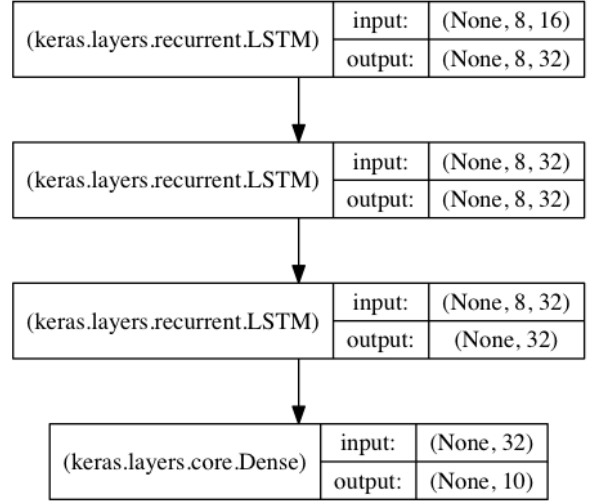 (keras.layers.recurrent.LSTM)
input:
(None, 8, 16)
output:
(None, 8, 32)
(keras.layers.recurrent.LSTM)
input:
(None, 8, 32)
output:
(None, 8, 32)
(keras.layers.recurrent.LSTM)
input:
(None, 8, 32)
output:
(None, 32)
(keras.layers.core.Dense)
input:
(None, 32)
output:
(None, 10)